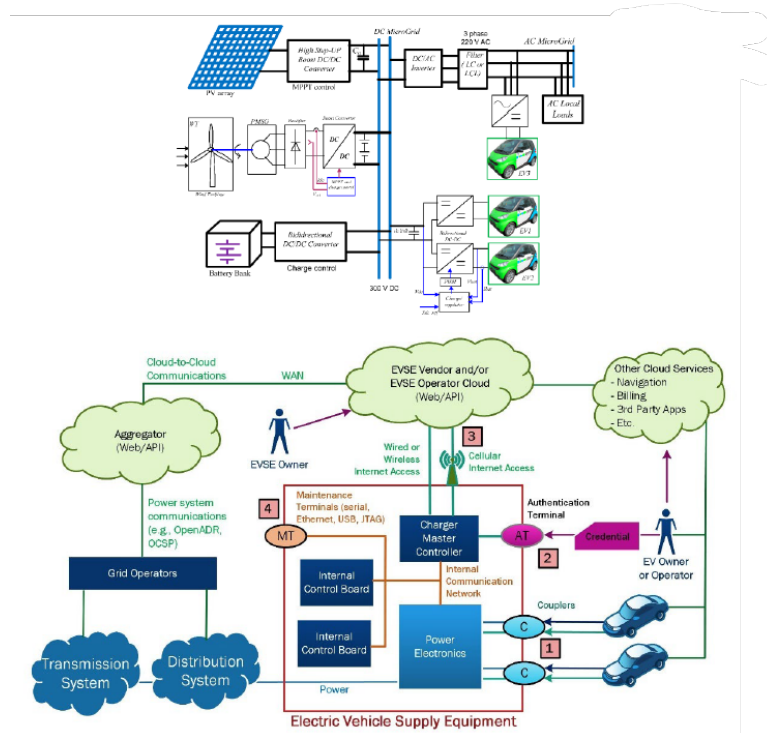 DC MicroGrid
3 phase
220 V AC
AC MicroGrid
High Step-UP
Boost DC/DC
Converter
DC/AC
Inverter
Filter
( LC or
LCL)
PV array
MPPT control
AC Local
Loads
WT
PMSG
Rectifier
Boost Converter
DC
DC
EV3
Battery Bank
Bidirectional
DC/DC Converter
Charge control
300 V DC
Bidirectional
DC-DC
EV1
EV2
PWM
Charge
regulator
Cloud-to-Cloud
Communications
WAN
EVSE Vendor and/or
EVSE Operator Cloud
(Web/API)
Other Cloud Services
- Navigation
- Billing
- 3rd Party Apps
- Etc.
Aggregator
(Web/API)
EVSE Owner
Wired or
Wireless
Internet Access
3
Cellular
Internet Access
Power system
communications
(e.g., OpenADR,
OCSP)
4
Maintenance
Terminals (serial,
Ethernet, USB, JTAG)
MT
Charger
Master
Controller
Authentication
Terminal
AT
2
Credential
EV Owner
or Operator
Grid Operators
Internal
Control Board
Internal
Communication
Network
Internal
Control Board
Power
Electronics
Couplers
C
1
C
Transmission
System
Distribution
System
Power
Electric Vehicle Supply Equipment